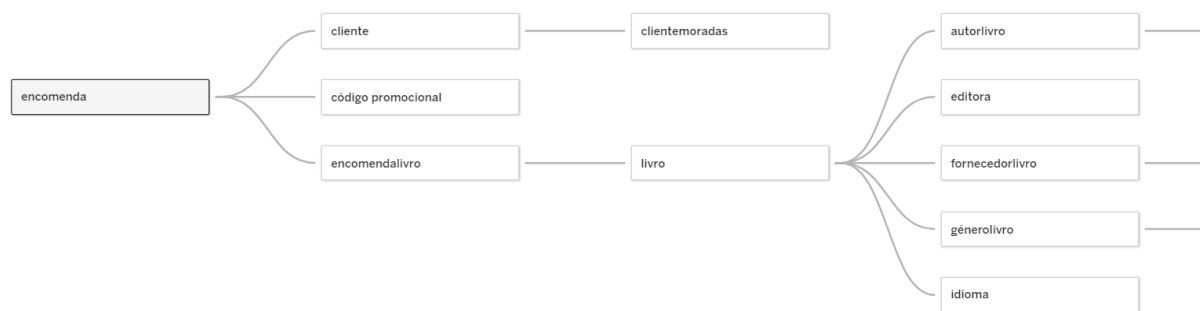 cliente
clientemoradas
autorlivro
encomenda
código promocional
editora
encomendalivro
livro
fornecedorlivro
génerolivro
idioma